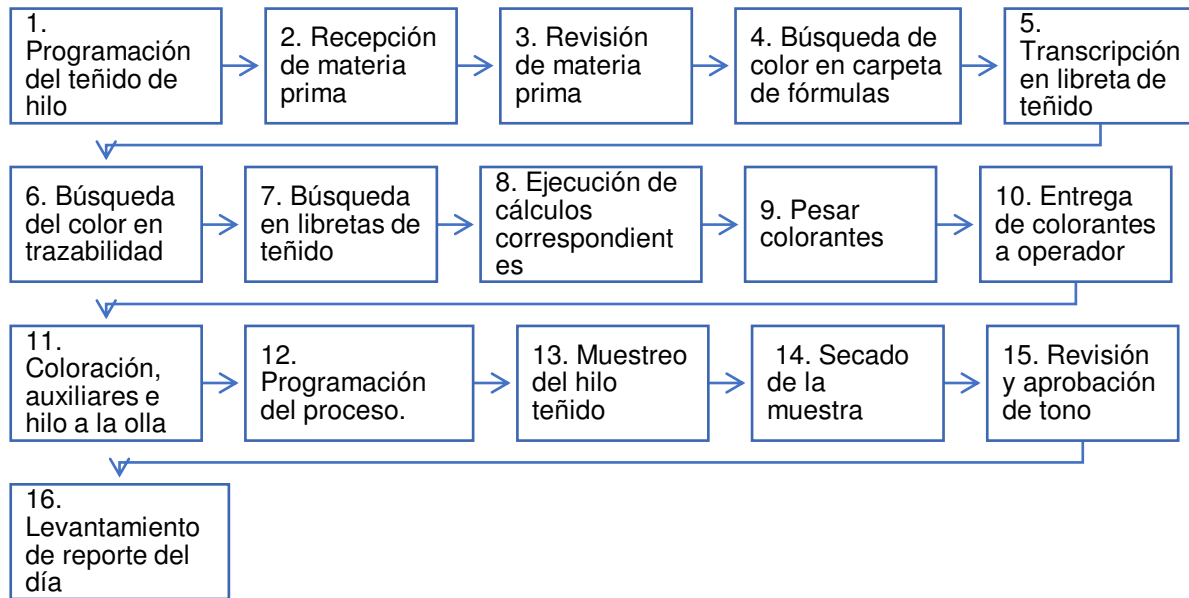 1.
Programación
del teñido de
hilo
2. Recepción
de materia
prima
3. Revisión
de materia
prima
4. Búsqueda de
color en carpeta
de fórmulas
5.
Transcripción
en libreta de
teñido
6. Búsqueda
del color en
trazabilidad
7. Búsqueda
en libretas de
teñido
8. Ejecución de
cálculos
correspondient
es
9. Pesar
colorantes
10. Entrega
de colorantes
a operador
11.
Coloración,
auxiliares e
hilo a la olla
12.
Programación
del proceso.
13. Muestreo
del hilo
teñido
14. Secado
de la
muestra
15. Revisión
y aprobación
de tono
16.
Levantamiento
de reporte del
día